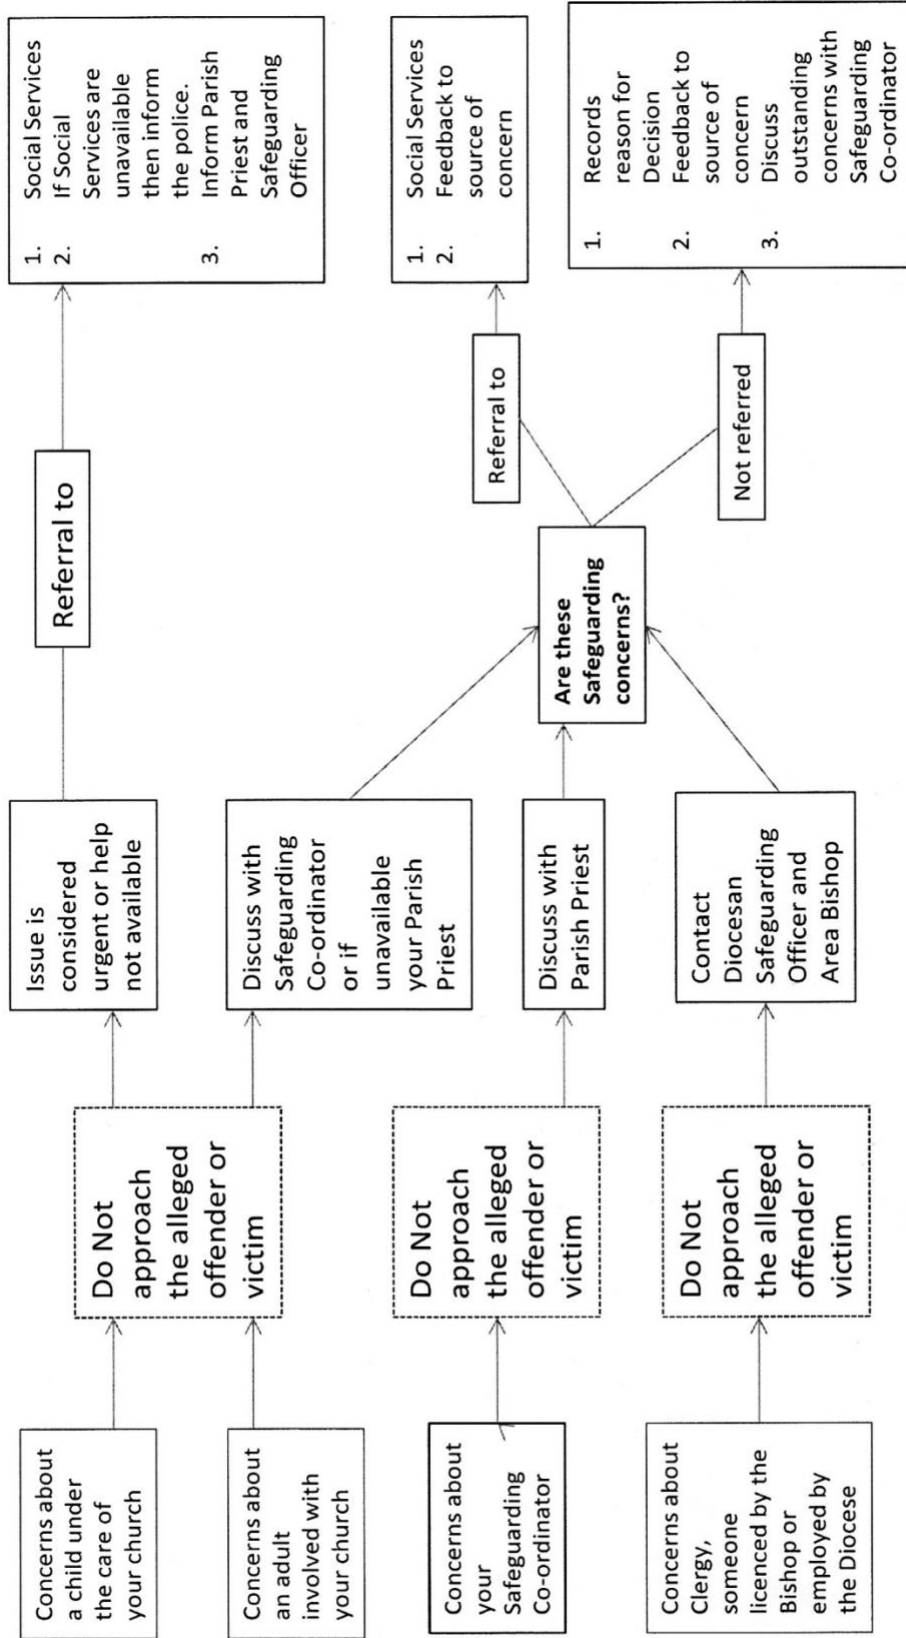 Concerns about
a child under
the care of
your church
Concerns about
an adult
involved with
your church
Concerns about
your
Safeguarding
Co-ordinator
Concerns about
Clergy,
someone
licenced by the
Bishop or
employed by
the Diocese
Do Not
approach
the alleged
offender or
victim
Do Not
approach
the alleged
offender or
victim
Do Not
approach
the alleged
offender or
victim
Issue is
considered
urgent or help
not available
Discuss with
Safeguarding
Co-ordinator
or if
unavailable
your Parish
Priest
Discuss with
Parish Priest
Contact
Diocesan
Safeguarding
Officer and
Area Bishop
Are these
Safeguarding
concerns?
Referral to
Referral to
Not referred
1. Social Services
2. If Social
Services are
unavailable
then inform
the police.
3. Inform Parish
Priest and
Safeguarding
Officer
1. Social Services
2. Feedback to
source of
concern
1. Records
reason for
Decision
2. Feedback to
source of
concern
3. Discuss
outstanding
concerns with
Safeguarding
Co-ordinator